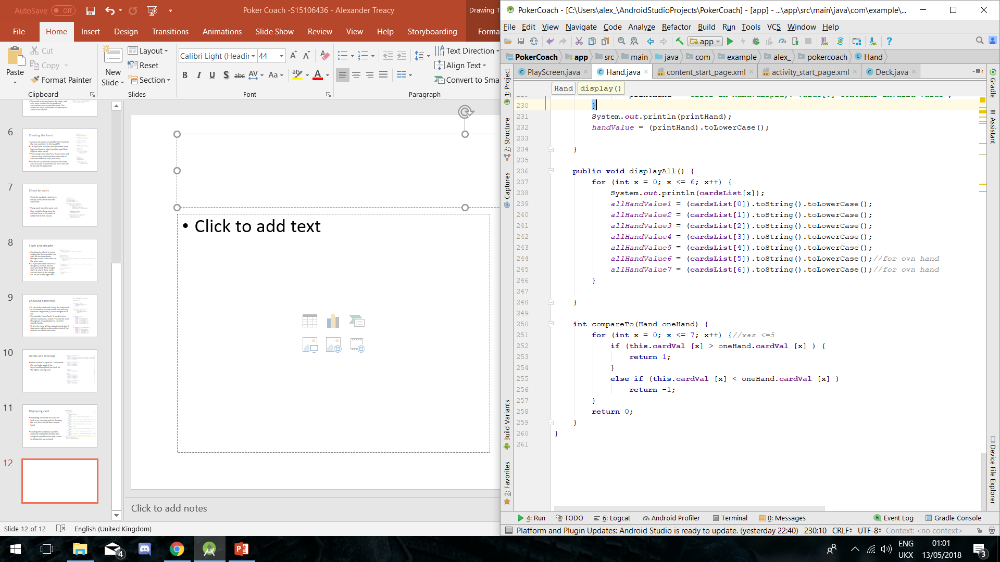 AutoSave Off
Poker Coach -S15106436 - Alexander Treacy
Drawing T
File Home Insert Design Transitions Animations Slide Show Review View Help Storyboarding Forma
Paste
Cut
Copy
Format Painter
Clipboard
New Slide
Layout
Reset
Section
Slides
Calibri Light (Headi 44
B I U S abc AV Aa A
Font
Text Direction
Align Text
Convert to Sma
Paragraph
6
Creating the hand
7
Check for pairs
8
Flush and straight
9
Checking hand rank
10
Hands and rankings
11
Displaying card
12
• Click to add text
Click to add notes
Slide 12 of 12 English (United Kingdom)
PokerCoach - [C:\Users\alex_\AndroidStudioProjects\PokerCoach] - [app] - ...\app\src\main\java\com\example\...
File Edit View Navigate Code Analyze Refactor Build Run Tools VCS Window Help
app
PokerCoach app src main java com example alex_ pokercoach Hand
PlayScreen.java Hand.java content_start_page.xml activity_start_page.xml Deck.java
Hand display()
1: Project
7: Structure
Captures
Build Variants
2: Favorites
Gradle
Assistant
Device File Explorer
230 }
231 System.out.println(printHand);
232 handValue = (printHand).toLowerCase();
233
234 }
235
236 public void displayAll() {
237 for (int x = 0; x <= 6; x++) {
238 System.out.println(cardsList[x]);
239 allHandValue1 = (cardsList[0]).toString().toLowerCase();
240 allHandValue2 = (cardsList[1]).toString().toLowerCase();
241 allHandValue3 = (cardsList[2]).toString().toLowerCase();
242 allHandValue4 = (cardsList[3]).toString().toLowerCase();
243 allHandValue5 = (cardsList[4]).toString().toLowerCase();
244 allHandValue6 = (cardsList[5]).toString().toLowerCase();//for own hand
245 allHandValue7 = (cardsList[6]).toString().toLowerCase();//for own hand
246 }
247
248 }
249
250 int compareTo(Hand oneHand) {
251 for (int x = 0; x <= 7; x++) {//was <=5
252 if (this.cardVal [x] > oneHand.cardVal [x] ) {
253 return 1;
254 }
255 else if (this.cardVal [x] < oneHand.cardVal [x] )
256 return -1;
257 }
258 return 0;
259 }
260 }
261
4: Run TODO 6: Logcat Android Profiler Terminal 0: Messages 6 Event Log Gradle Console
Platform and Plugin Updates: Android Studio is ready to update. (yesterday 22:40) 230:10 CRLF UTF-8 Context: <no context>
4
ENG
UKX
01:01
13/05/2018
3